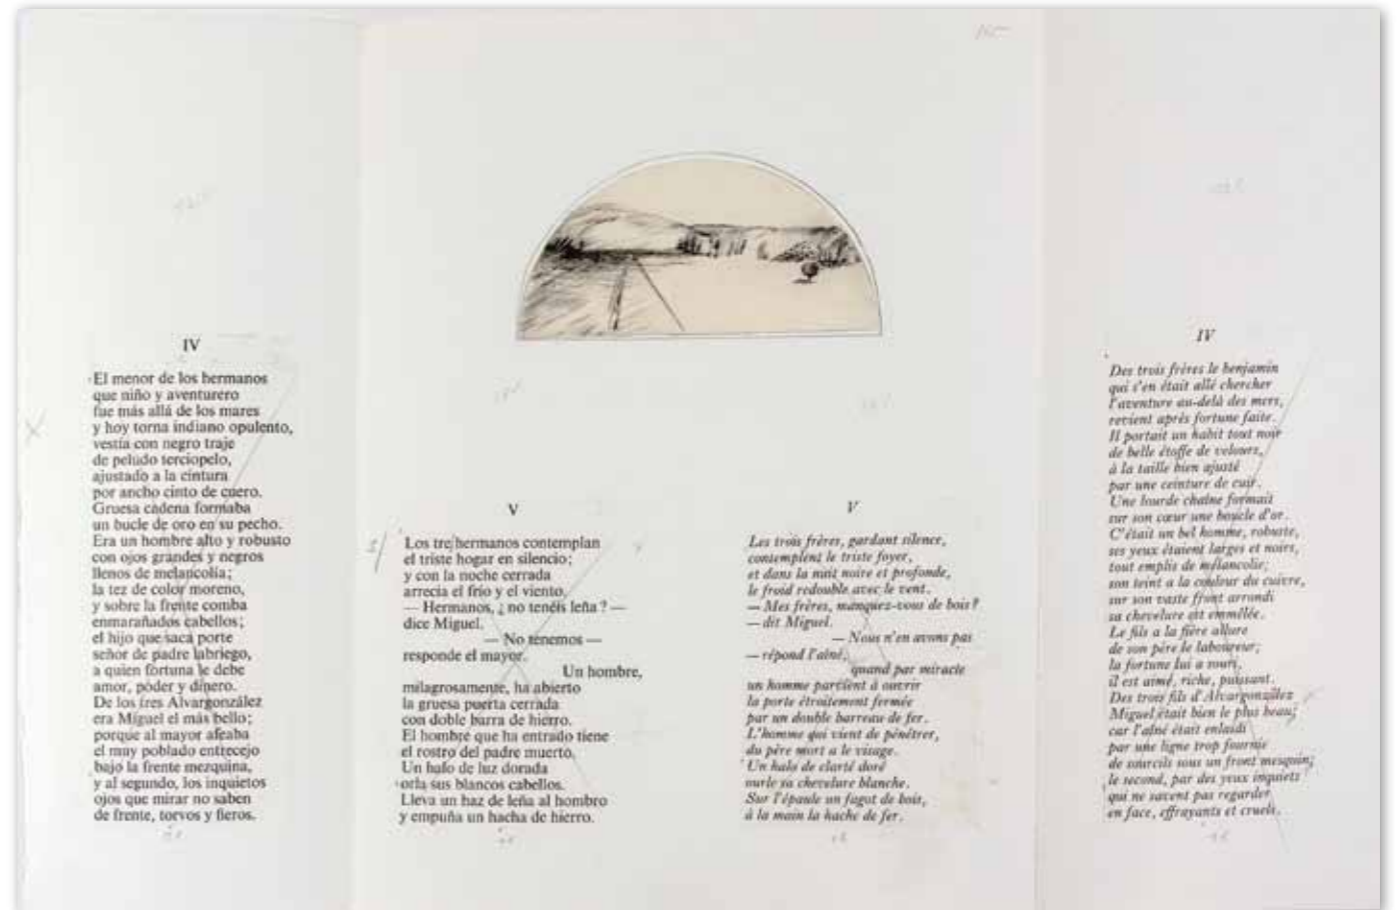 IV
El menor de los hermanos
que niño y aventurero
fue más allá de los mares
y hoy torna indiano opulento,
vestía con negro traje
de peludo terciopelo,
ajustado a la cintura
por ancho cinto de cuero.
Gruesa cadena formaba
un bucle de oro en su pecho.
Era un hombre alto y robusto
con ojos grandes y negros
llenos de melancolía;
la tez de color moreno,
y sobre la frente comba
enmarañados cabellos;
el hijo que saca porte
señor de padre labriego,
a quien fortuna le debe
amor, poder y dinero.
De los tres Alvargonzález
era Miguel el más bello;
porque al mayor afeaba
el muy poblado entrecejo
bajo la frente mezquina,
y al segundo, los inquietos
ojos que mirar no saben
de frente, torvos y fieros.
V
s/
Los tre hermanos contemplan
el triste hogar en silencio;
y con la noche cerrada
arrecia el frío y el viento.
— Hermanos, ¿ no tenéis leña ? —
dice Miguel.
— No tenemos —
responde el mayor.
Un hombre,
milagrosamente, ha abierto
la gruesa puerta cerrada
con doble barra de hierro.
El hombre que ha entrado tiene
el rostro del padre muerto.
Un halo de luz dorada
orla sus blancos cabellos.
Lleva un haz de leña al hombro
y empuña un hacha de hierro.
V
Les trois frères, gardant silence,
contemplent le triste foyer,
et dans la nuit noire et profonde,
le froid redouble avec le vent.
— Mes frères, manquez-vous de bois ?
— dit Miguel.
— Nous n'en avons pas
— répond l'aîné,
quand par miracle
un homme parvient à ouvrir
la porte étroitement fermée
par un double barreau de fer.
L'homme qui vient de pénétrer,
du père mort a le visage.
Un halo de clarté doré
ourle sa chevelure blanche.
Sur l'épaule un fagot de bois,
à la main la hache de fer.
IV
Des trois frères le benjamin
qui s'en était allé chercher
l'aventure au-delà des mers,
revient après fortune faite.
Il portait un habit tout noir
de belle étoffe de velours,
à la taille bien ajusté
par une ceinture de cuir.
Une lourde chaîne formait
sur son cœur une boucle d'or.
C'était un bel homme, robuste,
ses yeux étaient larges et noirs,
tout emplis de mélancolie;
son teint a la couleur du cuivre,
sur son vaste front arrondi
sa chevelure est emmêlée.
Le fils a la fière allure
de son père le laboureur;
la fortune lui a souri,
il est aimé, riche, puissant.
Des trois fils d'Alvargonzález
Miguel était bien le plus beau;
car l'aîné était enlaidi
par une ligne trop fournie
de sourcils sous un front mesquin;
le second, par des yeux inquiets
qui ne savent pas regarder
en face, effrayants et cruels.